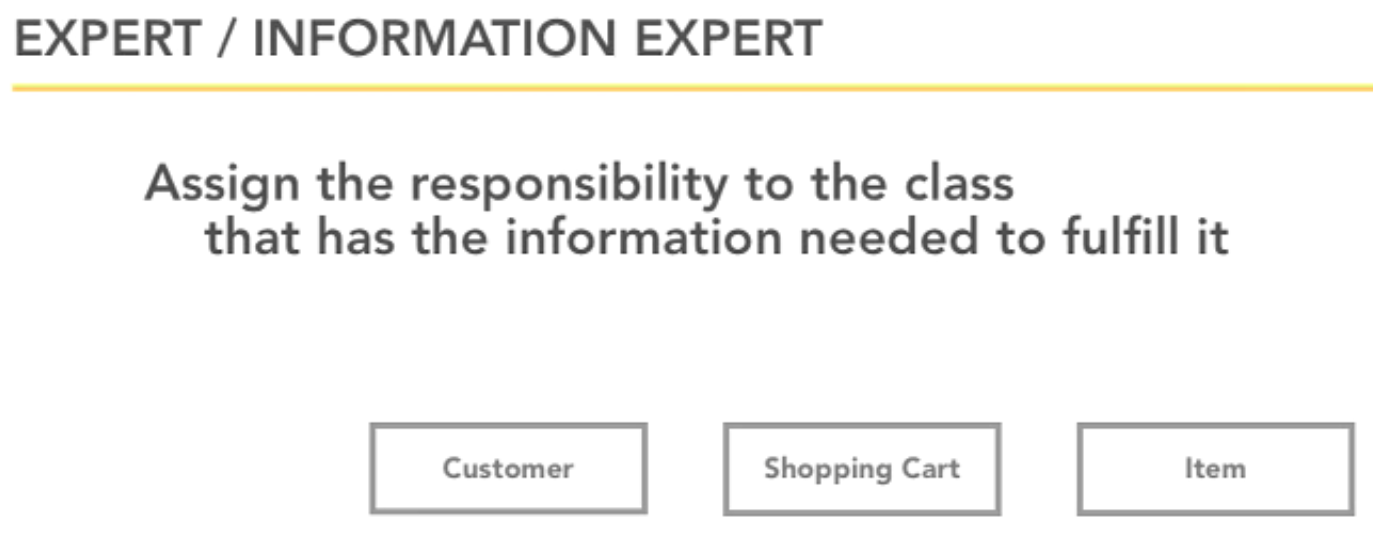 EXPERT / INFORMATION EXPERT
Assign the responsibility to the class
that has the information needed to fulfill it
Customer
Shopping Cart
Item